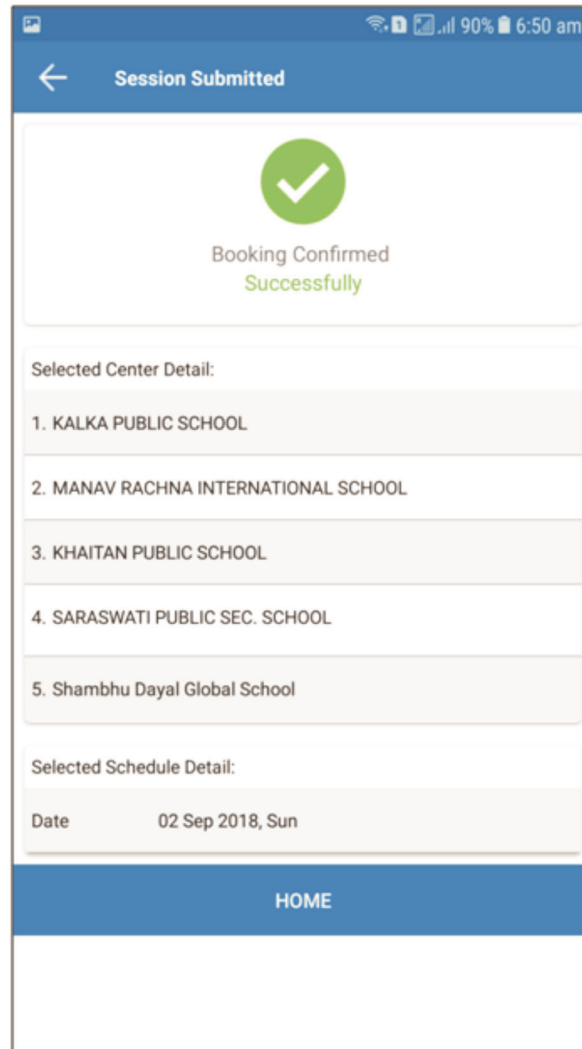 90% 6:50 am
Session Submitted
Booking Confirmed
Successfully
Selected Center Detail:
1. KALKA PUBLIC SCHOOL
2. MANAV RACHNA INTERNATIONAL SCHOOL
3. KHAITAN PUBLIC SCHOOL
4. SARASWATI PUBLIC SEC. SCHOOL
5. Shambhu Dayal Global School
Selected Schedule Detail:
Date 02 Sep 2018, Sun
HOME